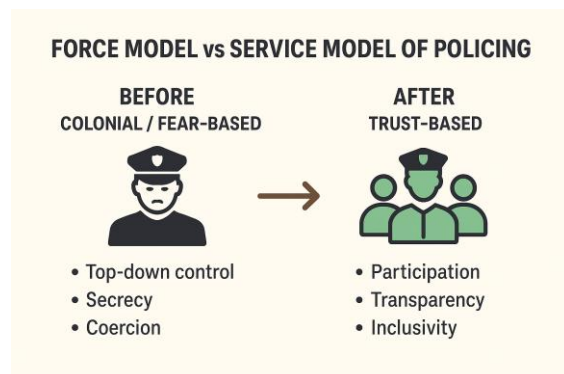 FORCE MODEL vs SERVICE MODEL OF POLICING
BEFORE
COLONIAL / FEAR-BASED
• Top-down control
• Secrecy
• Coercion
AFTER
TRUST-BASED
• Participation
• Transparency
• Inclusivity